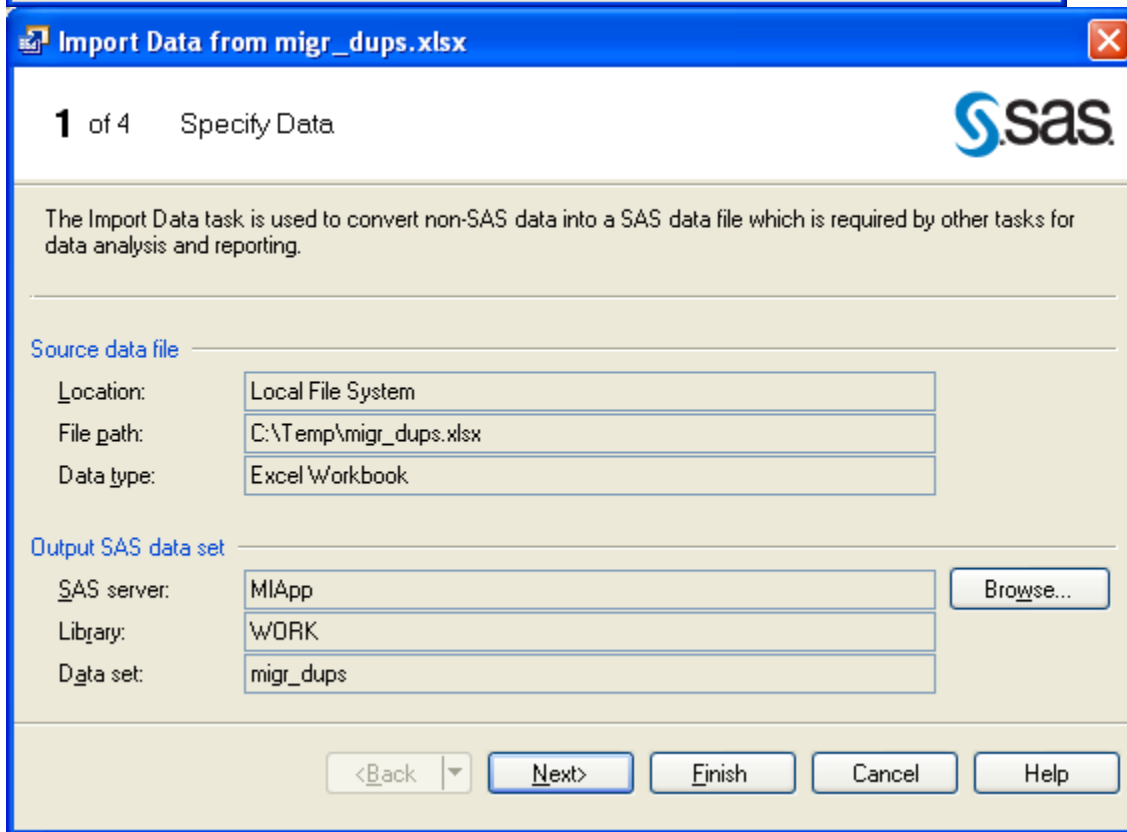 Import Data from migr_dups.xlsx
1 of 4 Specify Data
sas
The Import Data task is used to convert non-SAS data into a SAS data file which is required by other tasks for
data analysis and reporting.
Source data file
Location: Local File System
File path: C:\Temp\migr_dups.xlsx
Data type: Excel Workbook
Output SAS data set
SAS server: MIApp Browse...
Library: WORK
Data set: migr_dups
<Back Next> Finish Cancel Help